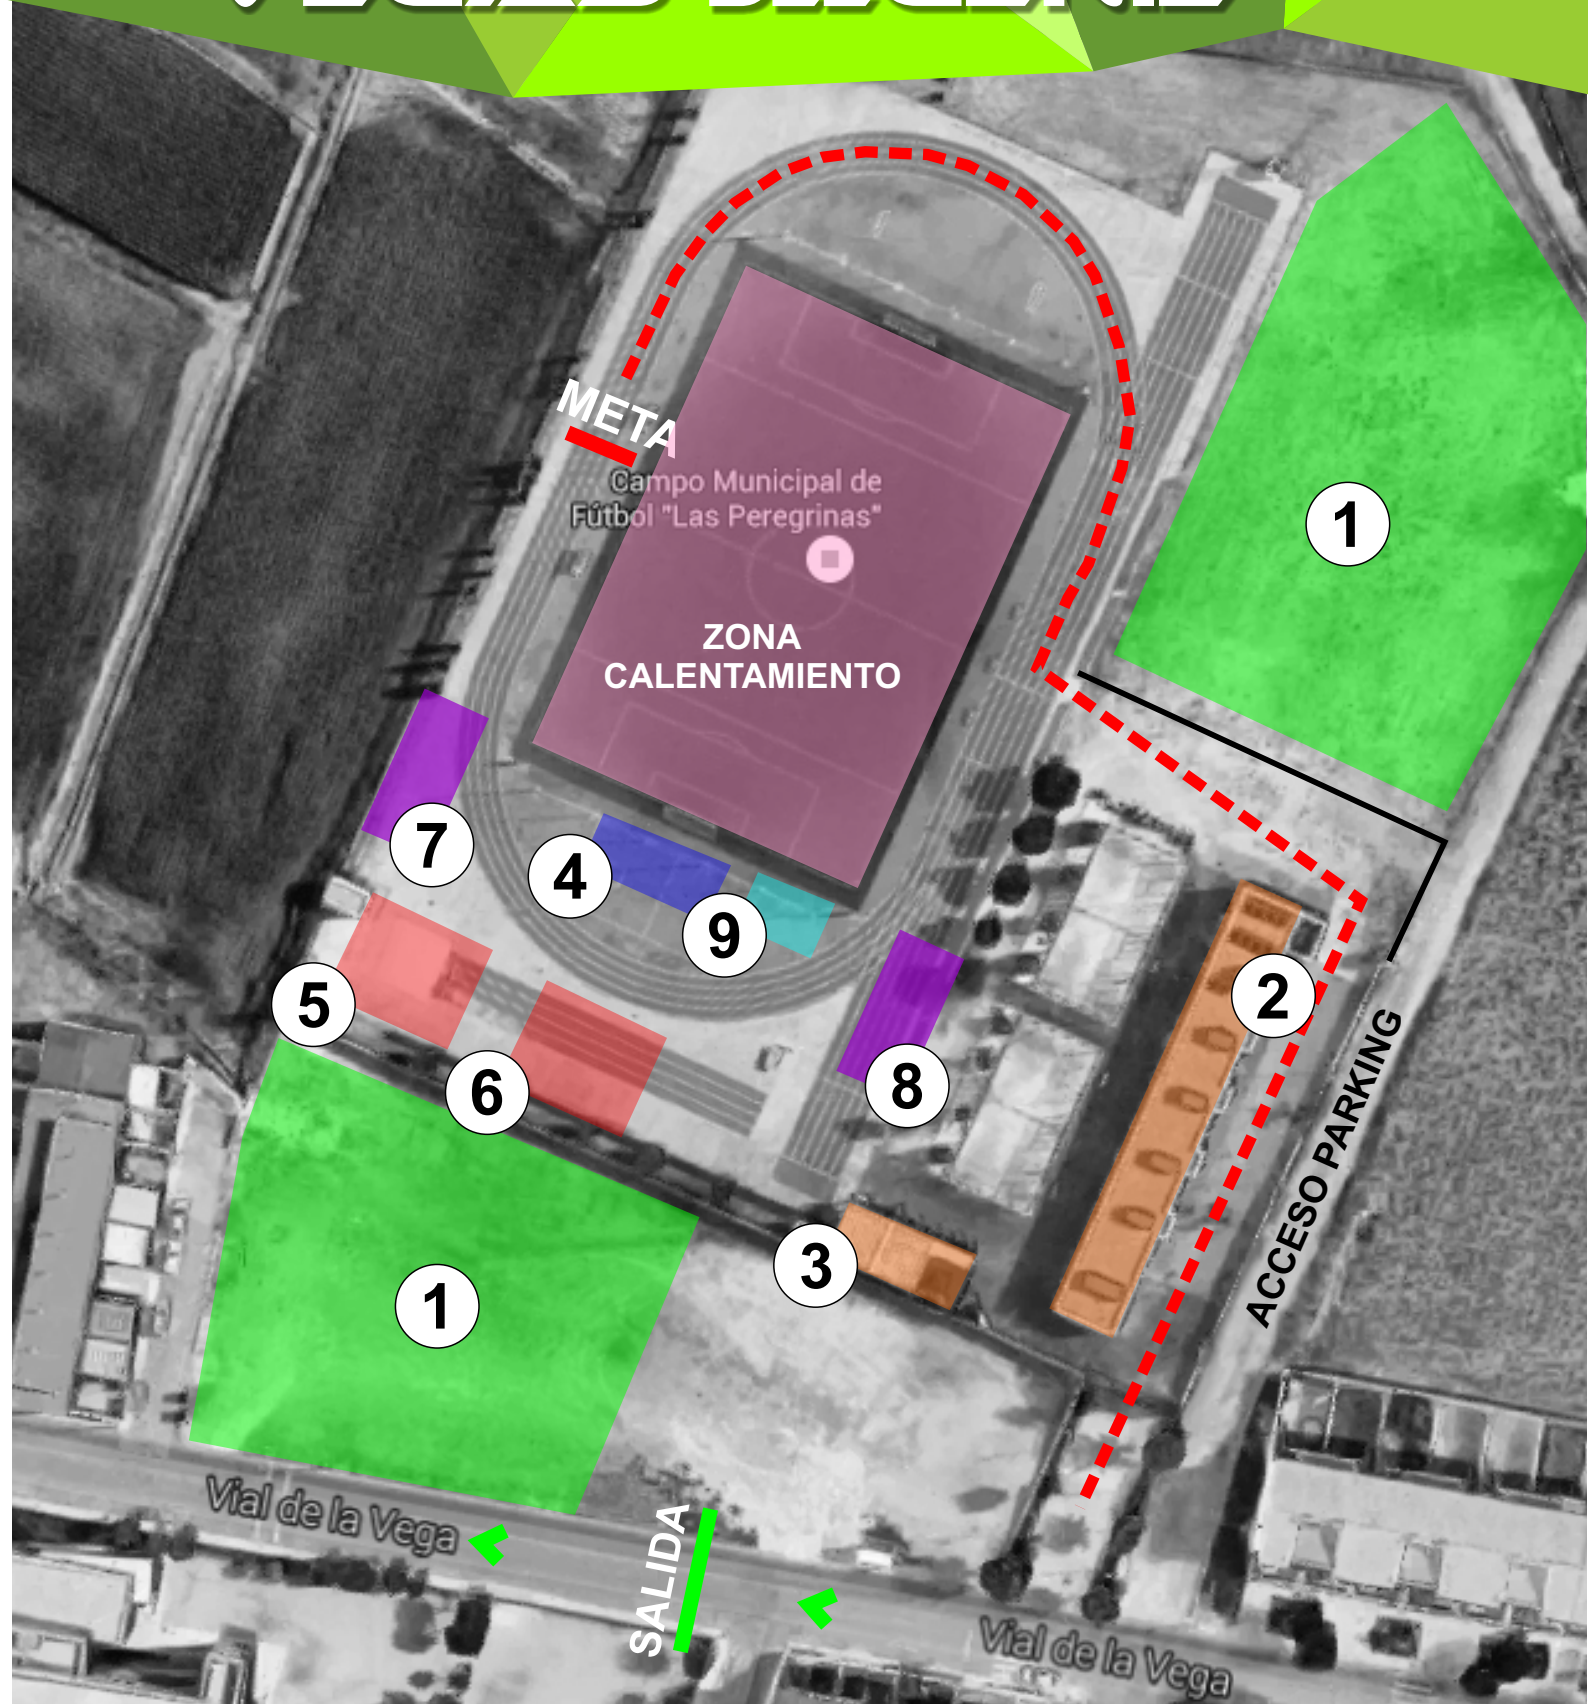 META
Campo Municipal de
Fútbol "Las Peregrinas"
1
ZONA
CALENTAMIENTO
7
4
9
2
5
6
8
ACCESO PARKING
3
1
Vial de la Vega
SALIDA
Vial de la Vega